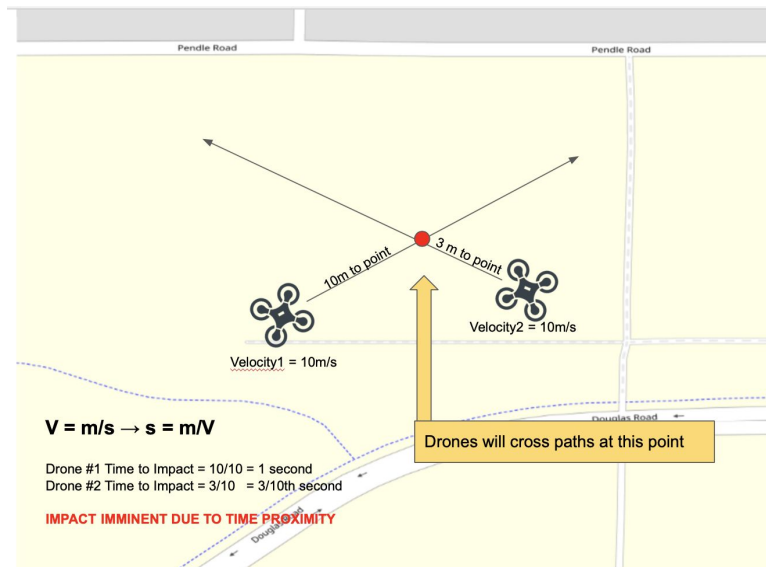 Pendle Road
Pendle Road
10m to point
3 m to point
Velocity2 = 10m/s
Velocity1 = 10m/s
V = m/s → s = m/V
Douglas Road
Drones will cross paths at this point
Drone #1 Time to Impact = 10/10 = 1 second
Drone #2 Time to Impact = 3/10 = 3/10th second
IMPACT IMMINENT DUE TO TIME PROXIMITY
Douglas Road